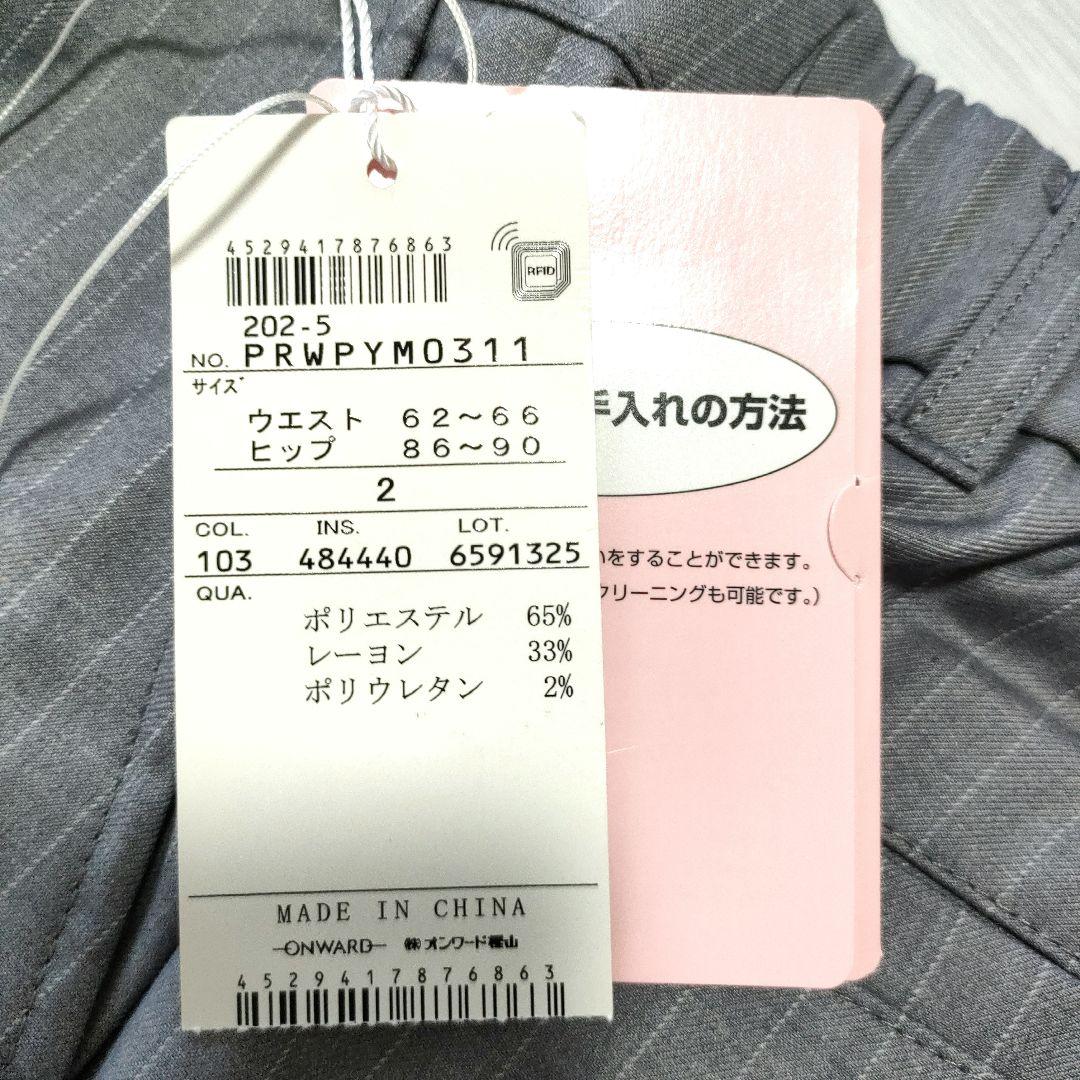 4529417876863
RFID
202-5
NO. PRWPYM0311
サイズ
ウエスト 62～66
ヒップ 86～90
2
COL. INS. LOT.
103 484440 6591325
QUA.
ポリエステル 65%
レーヨン 33%
ポリウレタン 2%
MADE IN CHINA
ONWARD ㈱オンワード樫山
4529417876863
手入れの方法
いをすることができます。
クリーニングも可能です。)